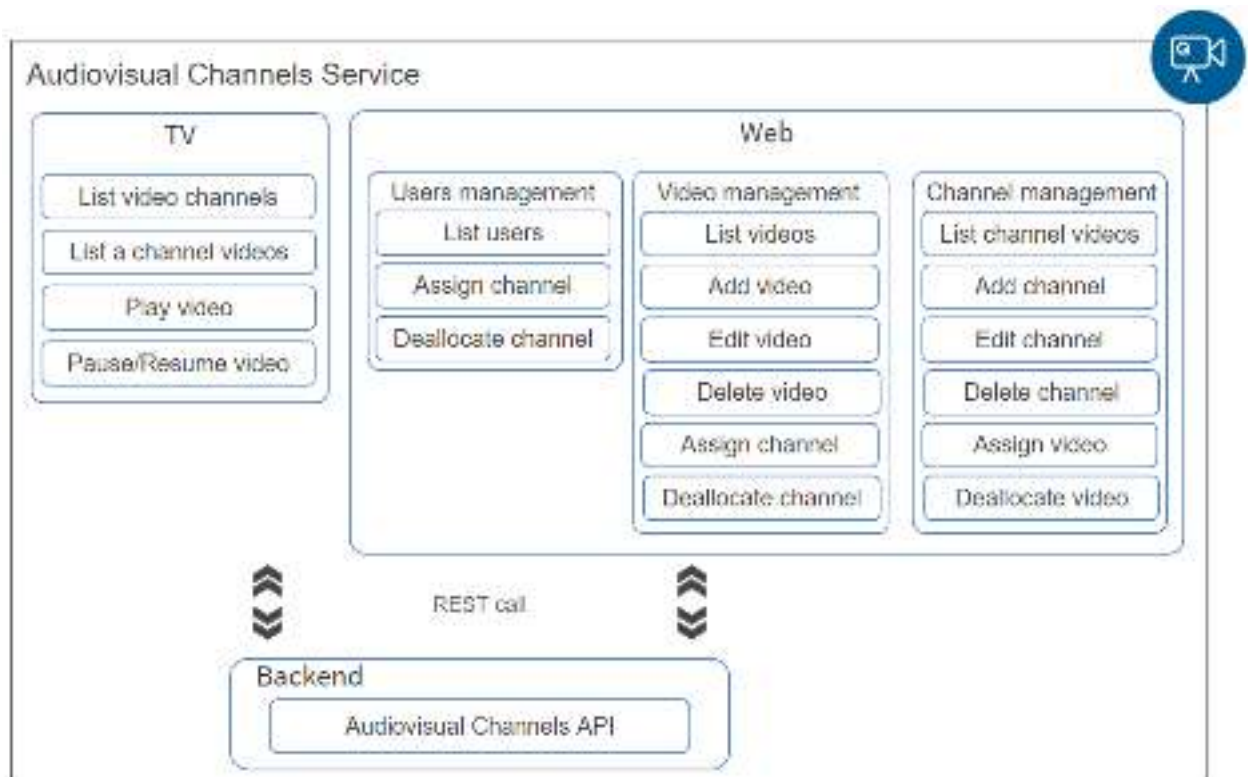 Audiovisual Channels Service
TV
List video channels
List a channel videos
Play video
Pause/Resume video
Web
Users management
List users
Assign channel
Deallocate channel
Video management
List videos
Add video
Edit video
Delete video
Assign channel
Deallocate channel
Channel management
List channel videos
Add channel
Edit channel
Delete channel
Assign video
Deallocate video
REST call
Backend
Audiovisual Channels API